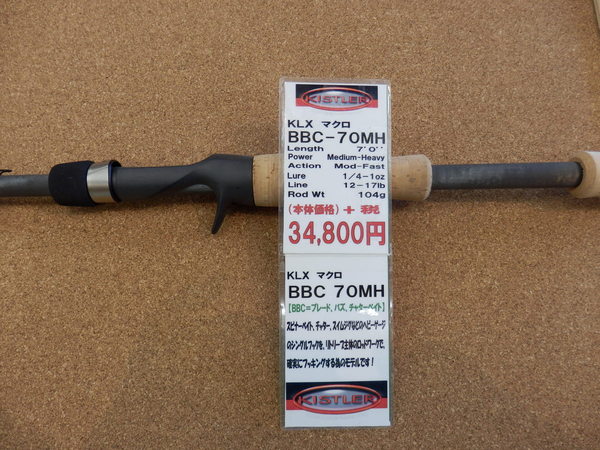 KISTLER
KLX マクロ
BBC-70MH
Length 7'0''
Power Medium-Heavy
Action Mod-Fast
Lure 1/4-1oz
Line 12-17lb
Rod Wt 104g
(本体価格)+税
34,800円
KLX マクロ
BBC 70MH
【BBC=ブレード、バズ、チャターベイト】
スピナーベイト、チャター、スイムジグなどのヘビーゲージ
のシングルフックを、リトリーブ主体のロッドワークで、
確実にフッキングする為のモデルです!
KISTLER